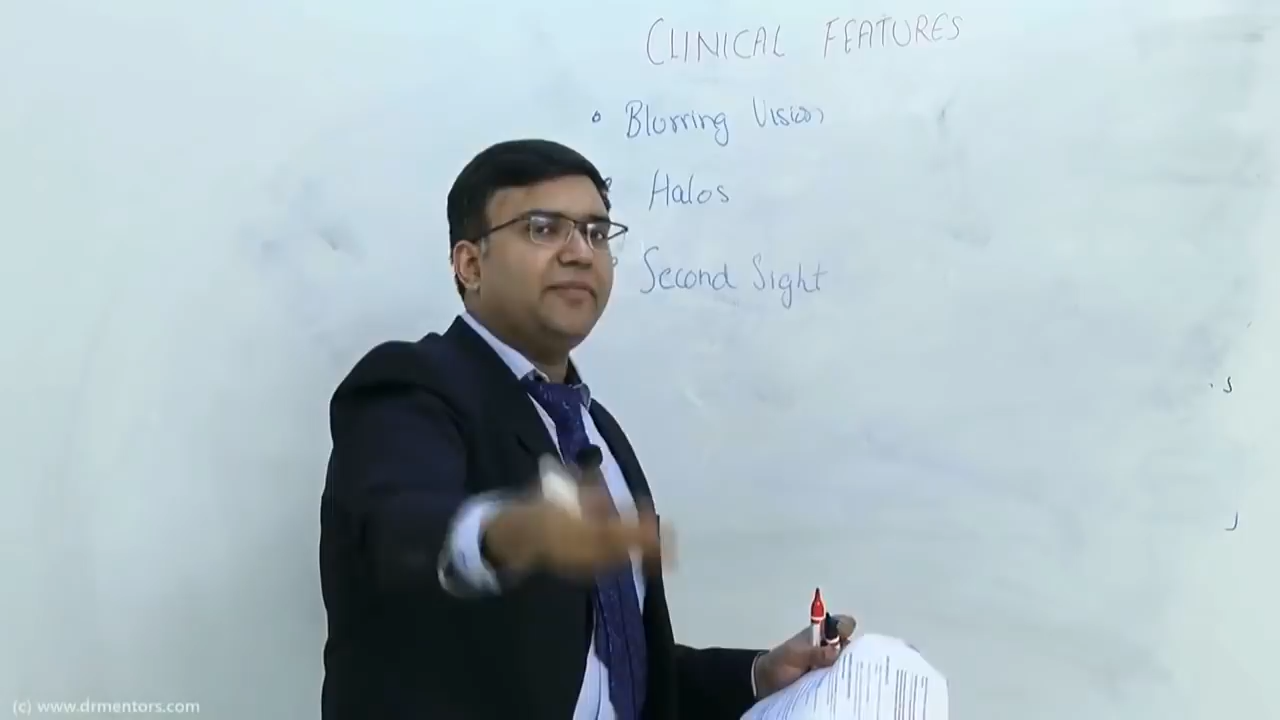 CLINICAL FEATURES
Blurring Vision
Halos
Second Sight
(c) www.drmentors.com